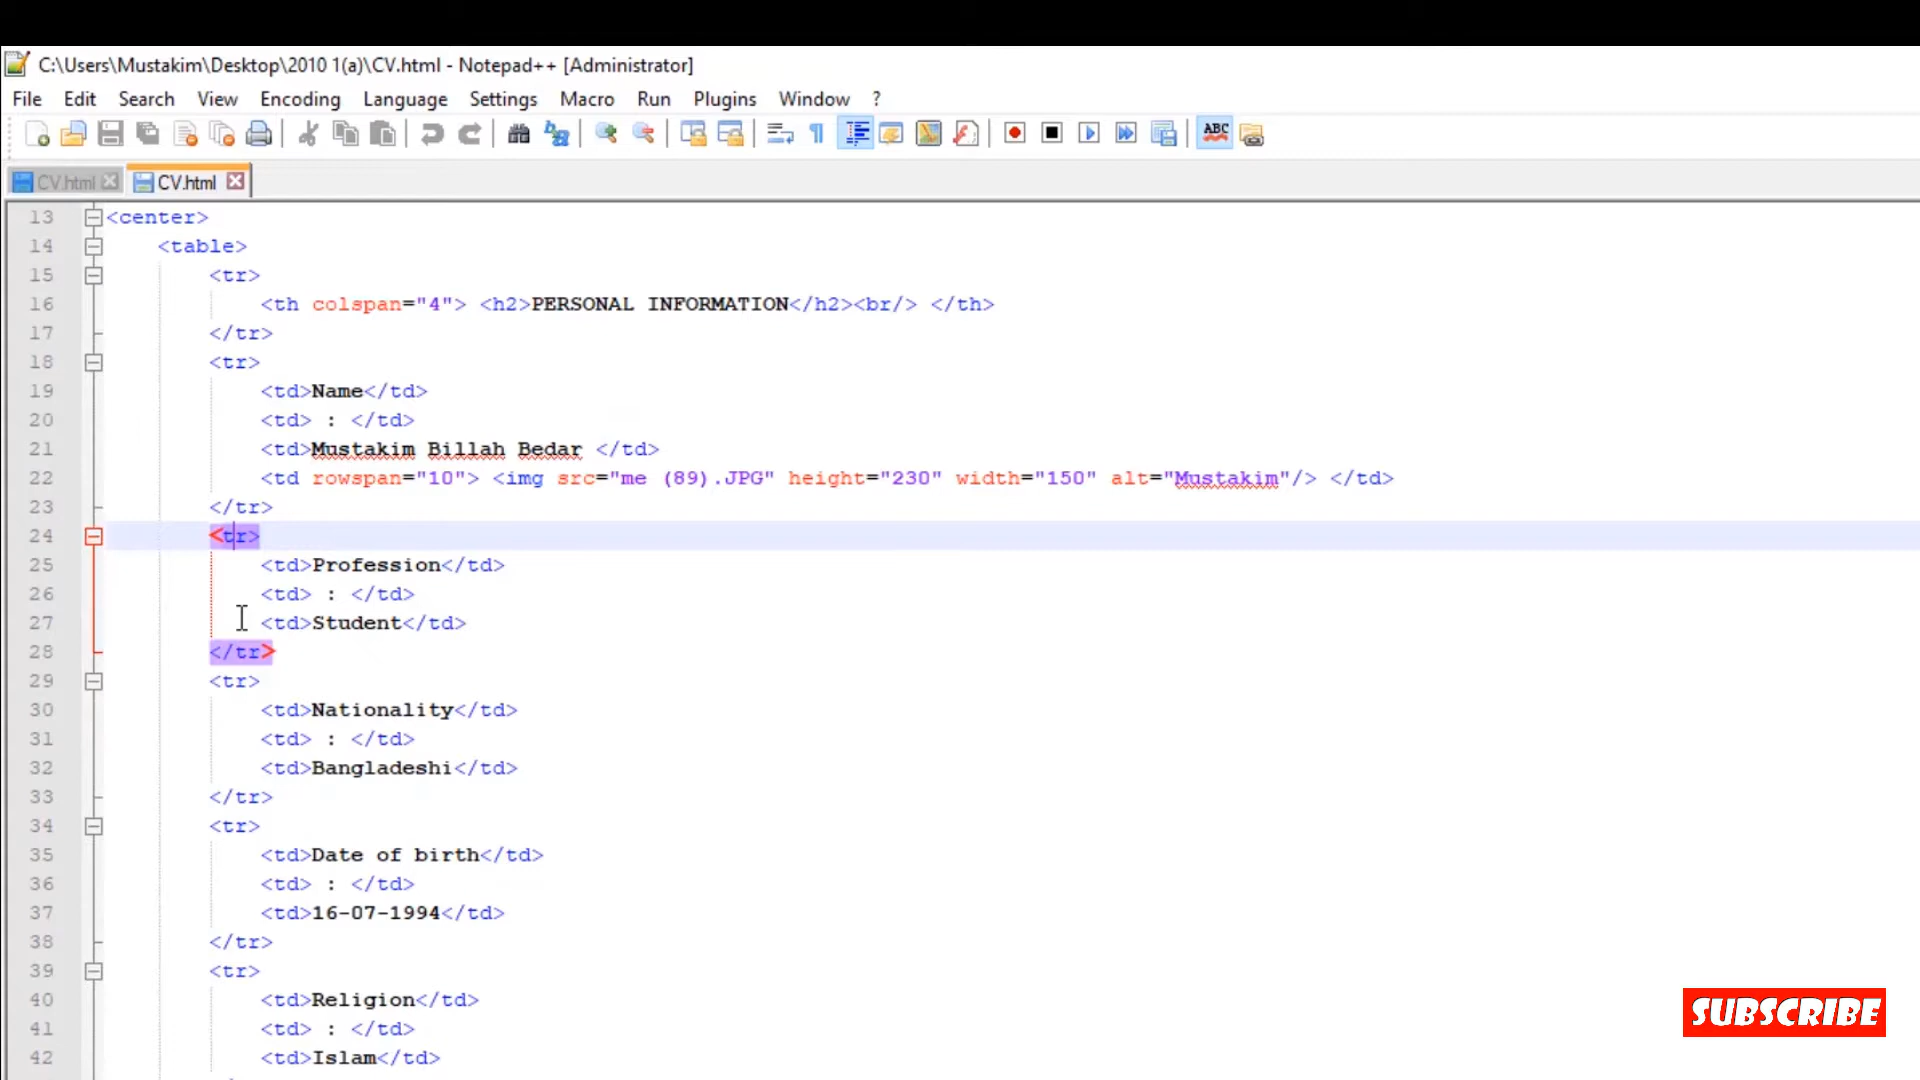 C:\Users\Mustakim\Desktop\2010 1(a)\CV.html - Notepad++ [Administrator]
File Edit Search View Encoding Language Settings Macro Run Plugins Window ?
ABC
CV.html CV.html
13 <center>
14 <table>
15 <tr>
16 <th colspan="4"> <h2>PERSONAL INFORMATION</h2><br/> </th>
17 </tr>
18 <tr>
19 <td>Name</td>
20 <td> : </td>
21 <td>Mustakim Billah Bedar </td>
22 <td rowspan="10"> <img src="me (89).JPG" height="230" width="150" alt="Mustakim"/> </td>
23 </tr>
24 <tr>
25 <td>Profession</td>
26 <td> : </td>
27 <td>Student</td>
28 </tr>
29 <tr>
30 <td>Nationality</td>
31 <td> : </td>
32 <td>Bangladeshi</td>
33 </tr>
34 <tr>
35 <td>Date of birth</td>
36 <td> : </td>
37 <td>16-07-1994</td>
38 </tr>
39 <tr>
40 <td>Religion</td>
41 <td> : </td>
42 <td>Islam</td>
SUBSCRIBE